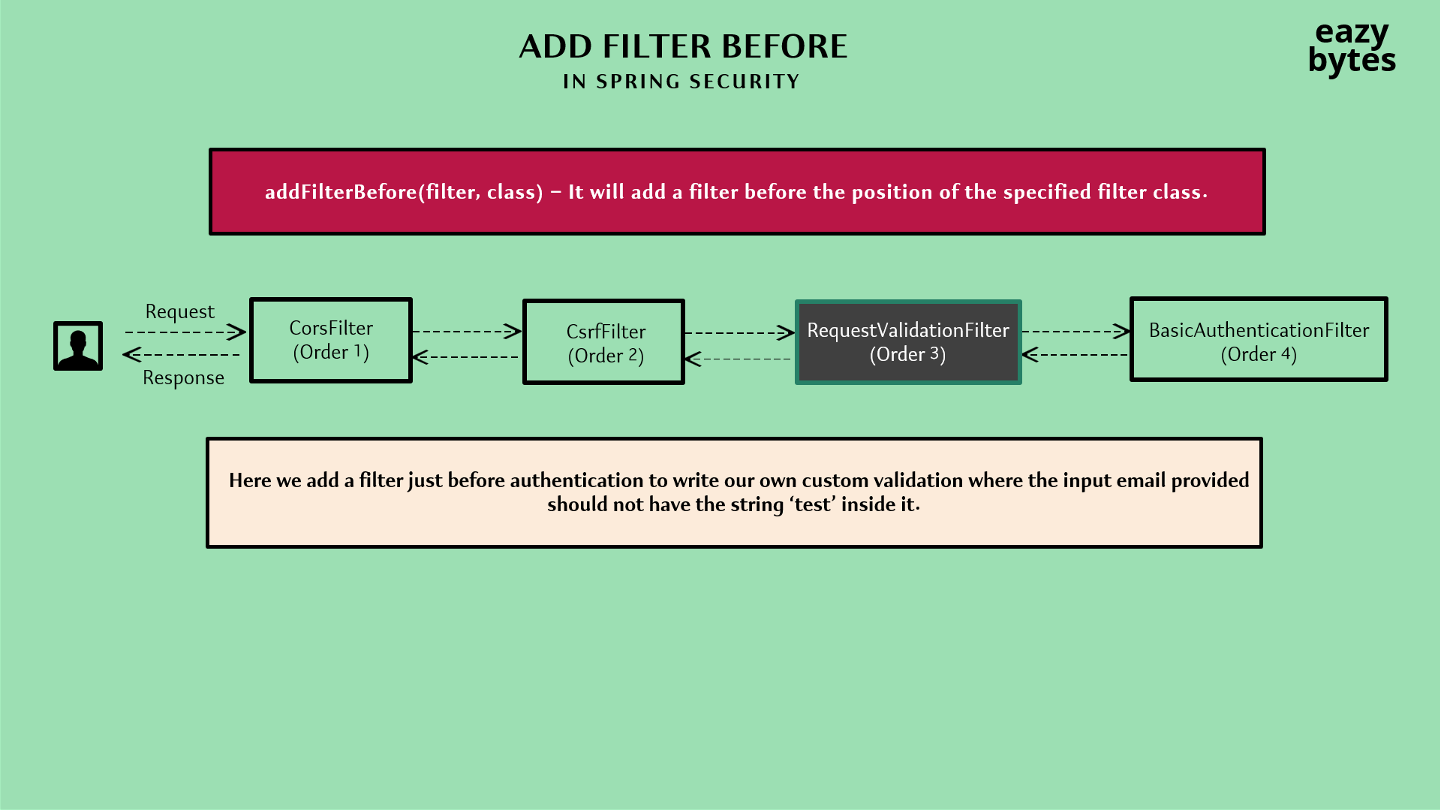 ADD FILTER BEFORE
IN SPRING SECURITY
eazy
bytes
addFilterBefore(filter, class) – It will add a filter before the position of the specified filter class.
Request
Response
CorsFilter
(Order 1)
CsrfFilter
(Order 2)
RequestValidationFilter
(Order 3)
BasicAuthenticationFilter
(Order 4)
Here we add a filter just before authentication to write our own custom validation where the input email provided
should not have the string ‘test’ inside it.